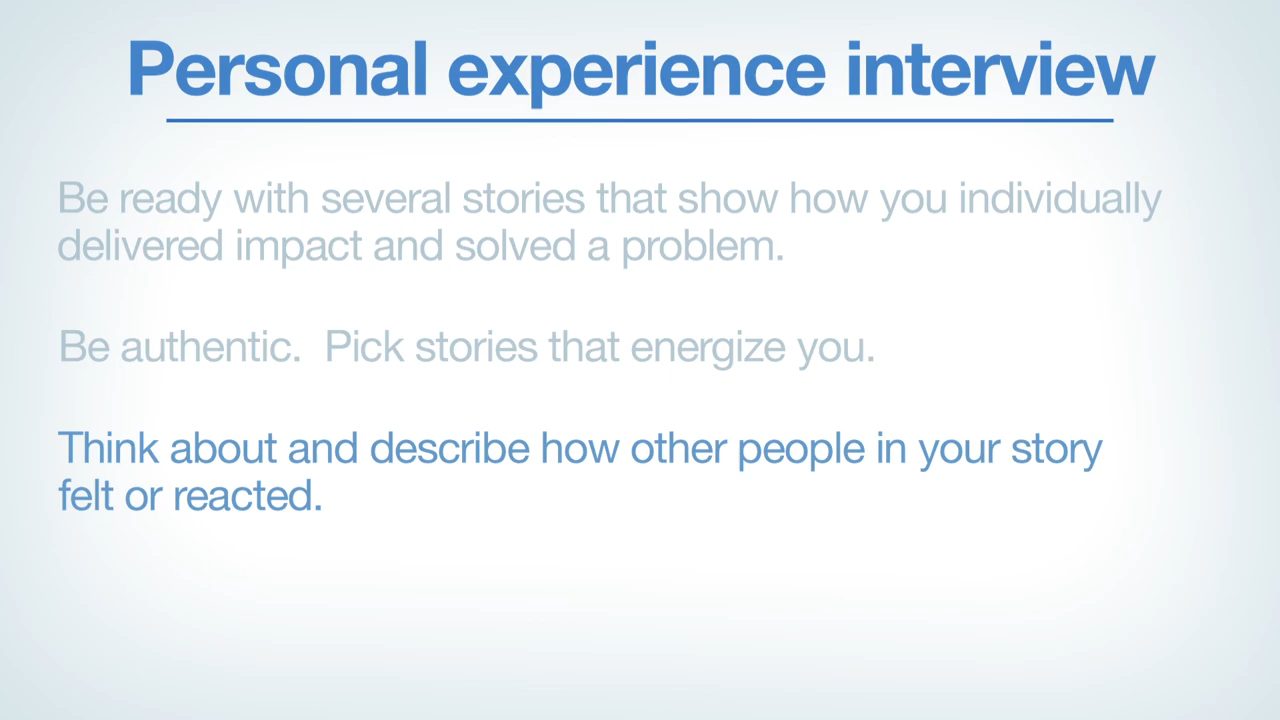 Personal experience interview
Be ready with several stories that show how you individually
delivered impact and solved a problem.
Be authentic.  Pick stories that energize you.
Think about and describe how other people in your story
felt or reacted.